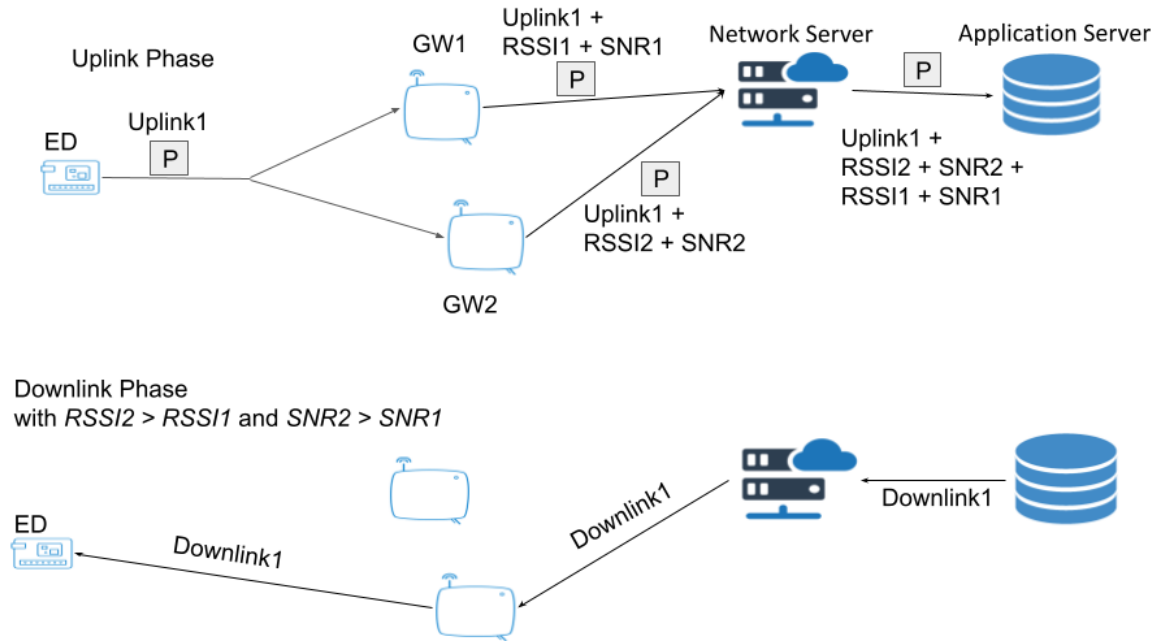 Uplink Phase
ED
Uplink1
P
GW1
Uplink1 +
RSSI1 + SNR1
P
GW2
P
Uplink1 +
RSSI2 + SNR2
Network Server
P
Application Server
Uplink1 +
RSSI2 + SNR2 +
RSSI1 + SNR1
Downlink Phase
with RSSI2 > RSSI1 and SNR2 > SNR1
ED
Downlink1
Downlink1
Downlink1